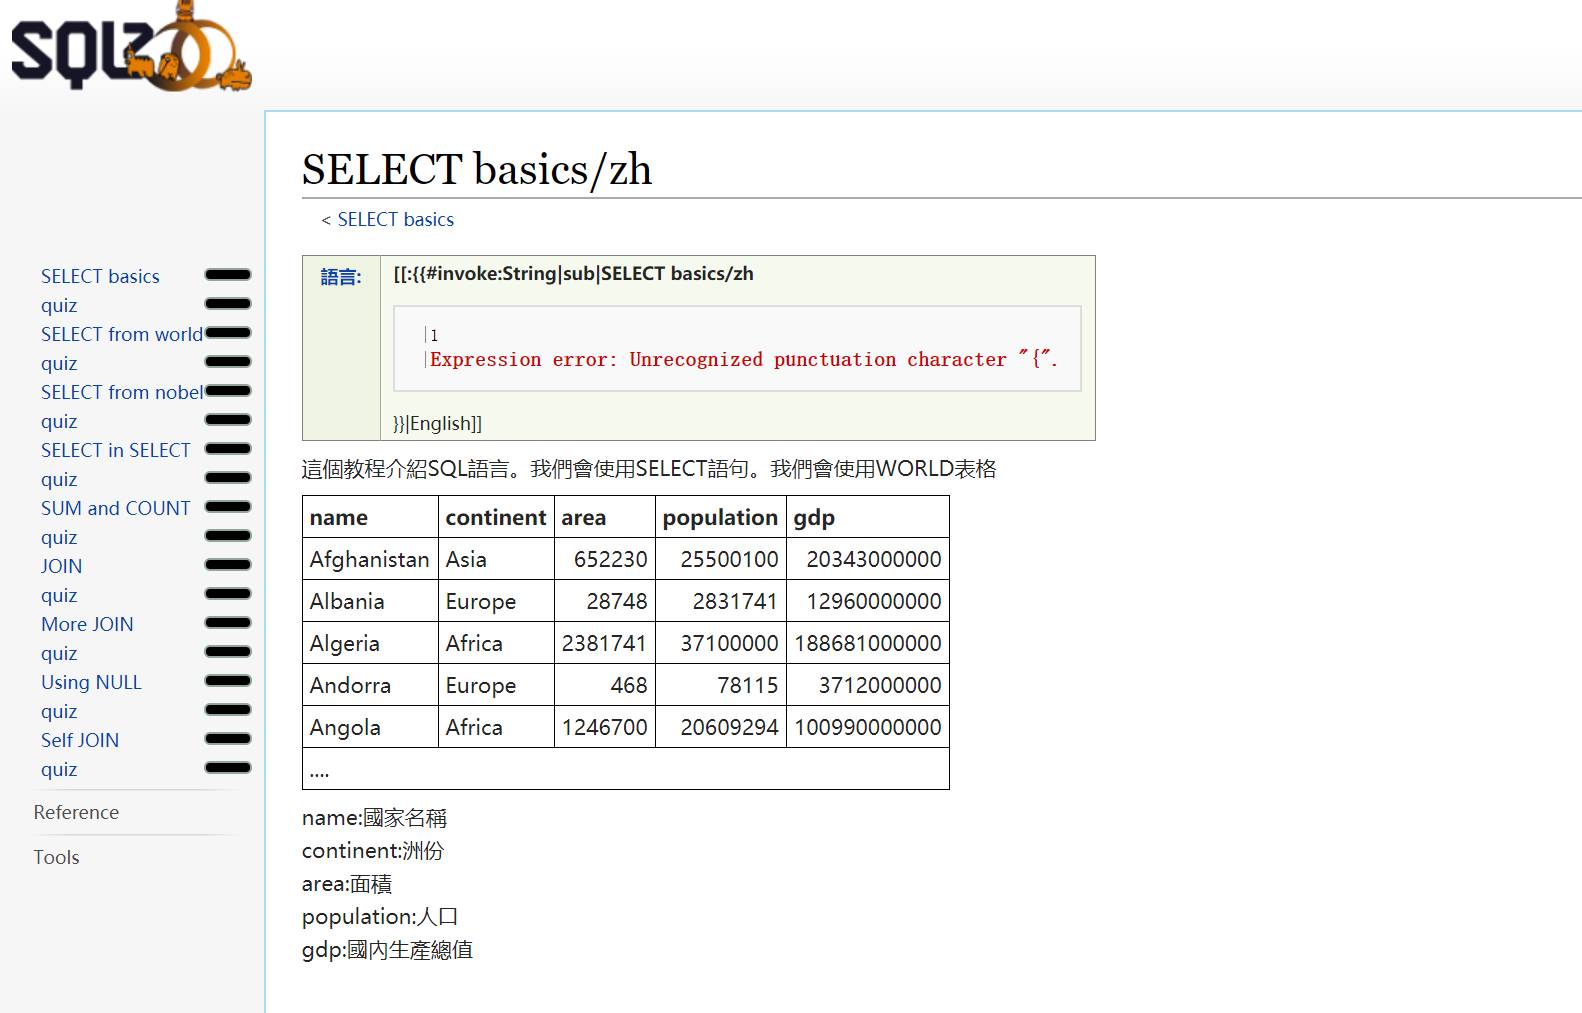 SQLZOO
SELECT basics/zh
< SELECT basics
SELECT basics
quiz
SELECT from world
quiz
SELECT from nobel
quiz
SELECT in SELECT
quiz
SUM and COUNT
quiz
JOIN
quiz
More JOIN
quiz
Using NULL
quiz
Self JOIN
quiz
Reference
Tools
語言: [[:{{#invoke:String|sub|SELECT basics/zh
|1
|Expression error: Unrecognized punctuation character "{".
}}|English]]
這個教程介紹SQL語言。我們會使用SELECT語句。我們會使用WORLD表格
name continent area population gdp
Afghanistan Asia 652230 25500100 20343000000
Albania Europe 28748 2831741 12960000000
Algeria Africa 2381741 37100000 188681000000
Andorra Europe 468 78115 3712000000
Angola Africa 1246700 20609294 100990000000
....
name:國家名稱
continent:洲份
area:面積
population:人口
gdp:國內生產總值